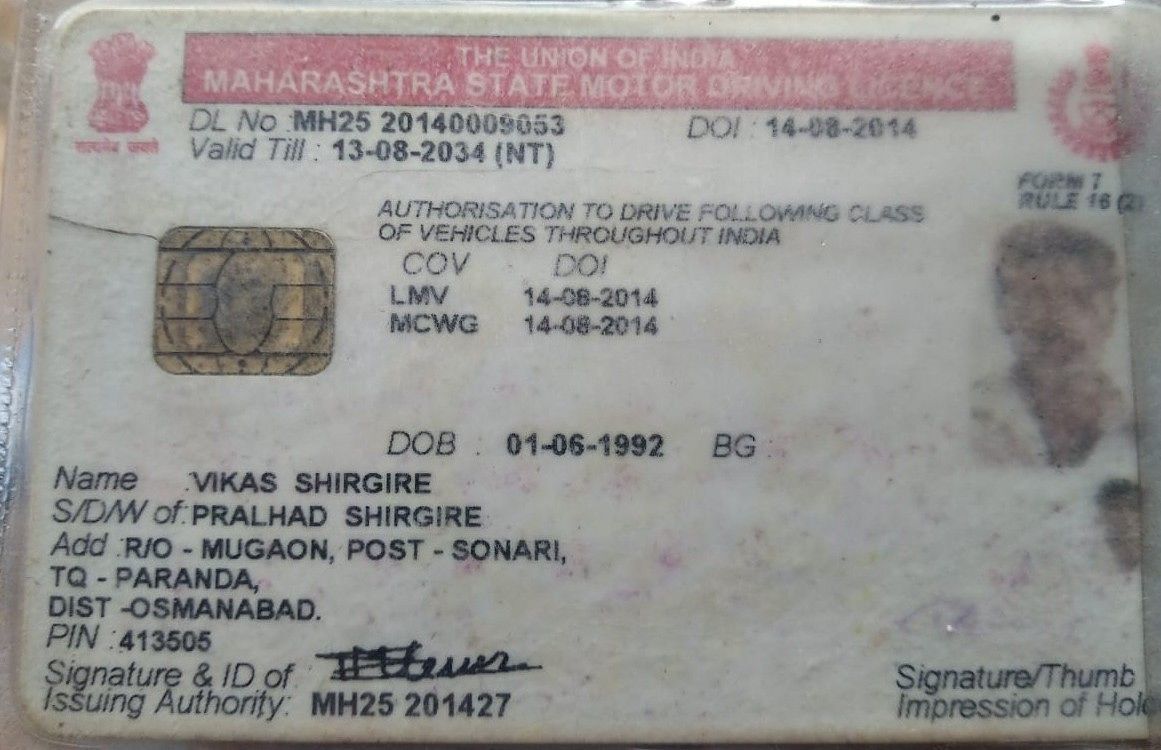 THE UNION OF INDIA
MAHARASHTRA STATE MOTOR DRIVING LICENCE
सत्यमेव जयते
DL No : MH25 20140009053 DOI : 14-08-2014
Valid Till : 13-08-2034 (NT)
FORM 7
RULE 16 (2)
AUTHORISATION TO DRIVE FOLLOWING CLASS
OF VEHICLES THROUGHOUT INDIA
COV DOI
LMV 14-08-2014
MCWG 14-08-2014
DOB : 01-06-1992 BG :
Name : VIKAS SHIRGIRE
S/D/W of: PRALHAD SHIRGIRE
Add : R/O - MUGAON, POST - SONARI,
TQ - PARANDA,
DIST -OSMANABAD.
PIN : 413505
Signature & ID of
Issuing Authority: MH25 201427
Signature/Thumb
Impression of Hol